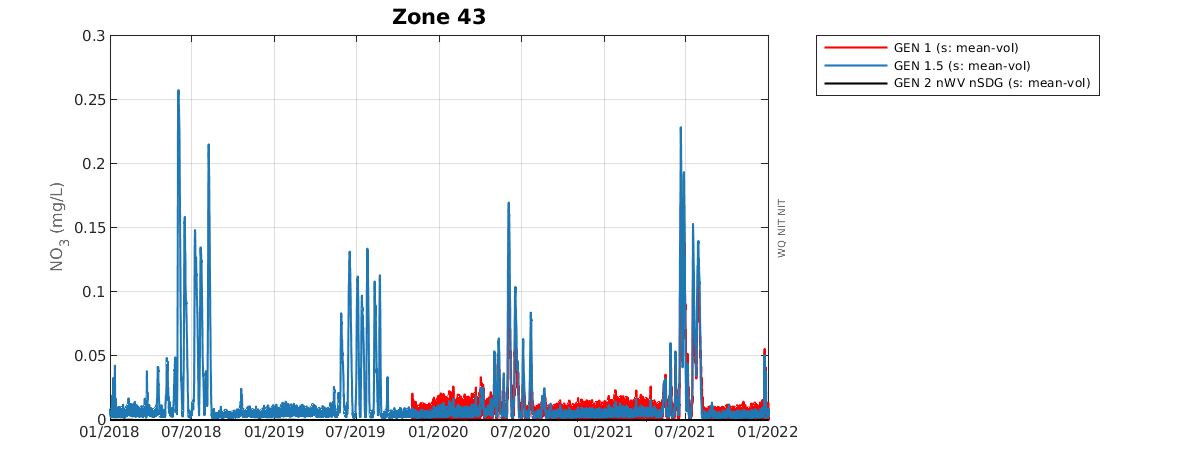 Zone 43
0.3
0.25
0.2
0.15
0.1
0.05
0
NO3 (mg/L)
01/2018 07/2018 01/2019 07/2019 01/2020 07/2020 01/2021 07/2021 01/2022
WQ NIT NIT
GEN 1 (s: mean-vol)
GEN 1.5 (s: mean-vol)
GEN 2 nWV nSDG (s: mean-vol)